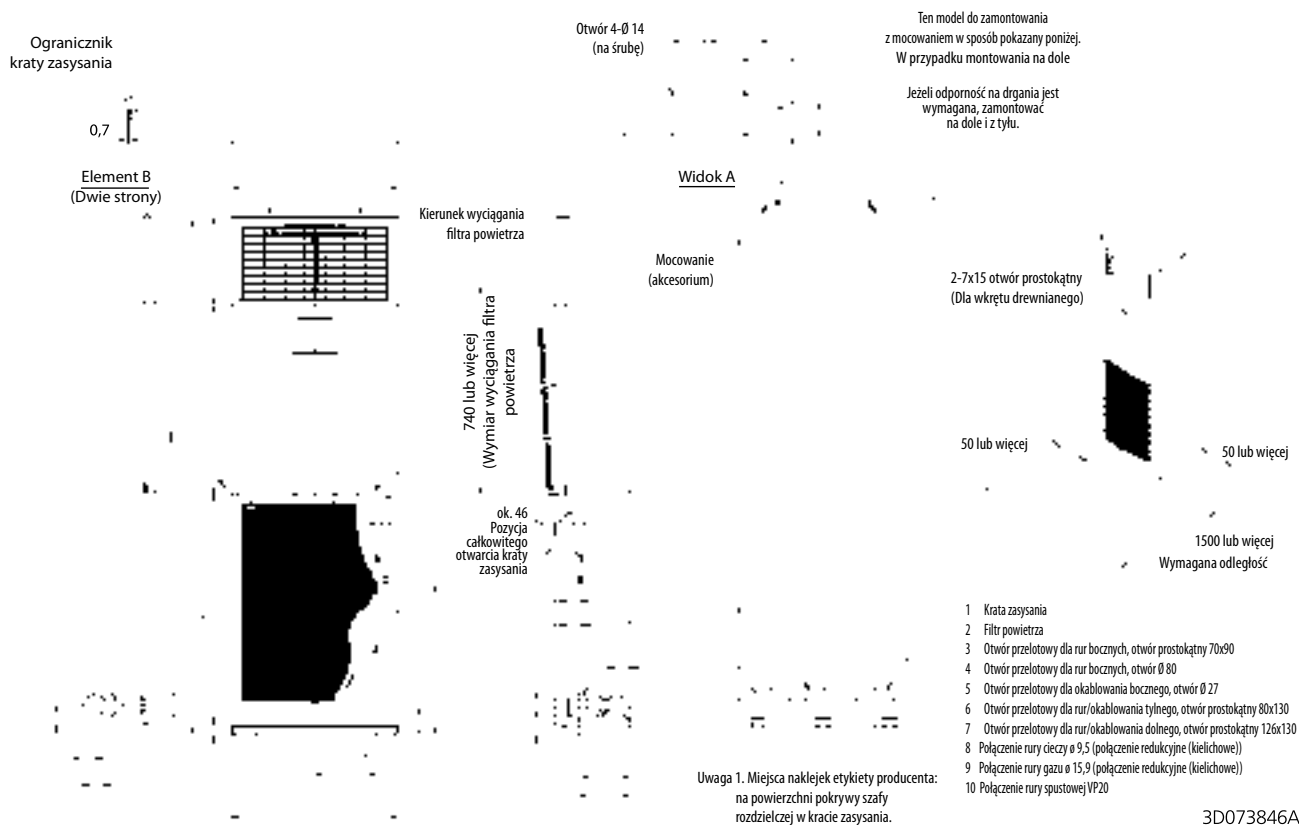 Ogranicznik
kraty zasysania
0,7
Element B
(Dwie strony)
Kierunek wyciągania
filtra powietrza
740 lub więcej
(Wymiar wyciągania filtra
powietrza
ok. 46
Pozycja
całkowitego
otwarcia kraty
zasysania
Otwór 4-Ø 14
(na śrubę)
Widok A
Mocowanie
(akcesorium)
Ten model do zamontowania
z mocowaniem w sposób pokazany poniżej.
W przypadku montowania na dole
Jeżeli odporność na drgania jest
wymagana, zamontować
na dole i z tyłu.
2-7x15 otwór prostokątny
(Dla wkrętu drewnianego)
50 lub więcej
50 lub więcej
1500 lub więcej
Wymagana odległość
1 Krata zasysania
2 Filtr powietrza
3 Otwór przelotowy dla rur bocznych, otwór prostokątny 70x90
4 Otwór przelotowy dla rur bocznych, otwór Ø 80
5 Otwór przelotowy dla okablowania bocznego, otwór Ø 27
6 Otwór przelotowy dla rur/okablowania tylnego, otwór prostokątny 80x130
7 Otwór przelotowy dla rur/okablowania dolnego, otwór prostokątny 126x130
8 Połączenie rury cieczy ø 9,5 (połączenie redukcyjne (kielichowe))
9 Połączenie rury gazu ø 15,9 (połączenie redukcyjne (kielichowe))
10 Połączenie rury spustowej VP20
Uwaga 1. Miejsca naklejek etykiety producenta:
na powierzchni pokrywy szafy
rozdzielczej w kracie zasysania.
3D073846A